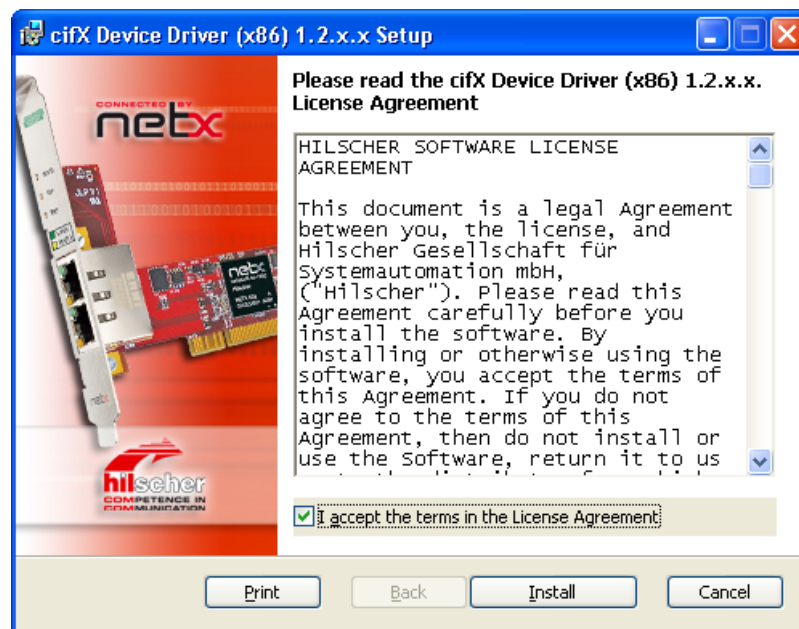 cifX Device Driver (x86) 1.2.x.x Setup
CONNECTED BY
netx
netx
hilscher
COMPETENCE IN
COMMUNICATION
Please read the cifX Device Driver (x86) 1.2.x.x.
License Agreement
HILSCHER SOFTWARE LICENSE
AGREEMENT
This document is a legal Agreement
between you, the license, and
Hilscher Gesellschaft für
Systemautomation mbH,
("Hilscher"). Please read this
Agreement carefully before you
install the software. By
installing or otherwise using the
software, you accept the terms of
this Agreement. If you do not
agree to the terms of this
Agreement, then do not install or
use the Software, return it to us
I accept the terms in the License Agreement
Print
Back
Install
Cancel